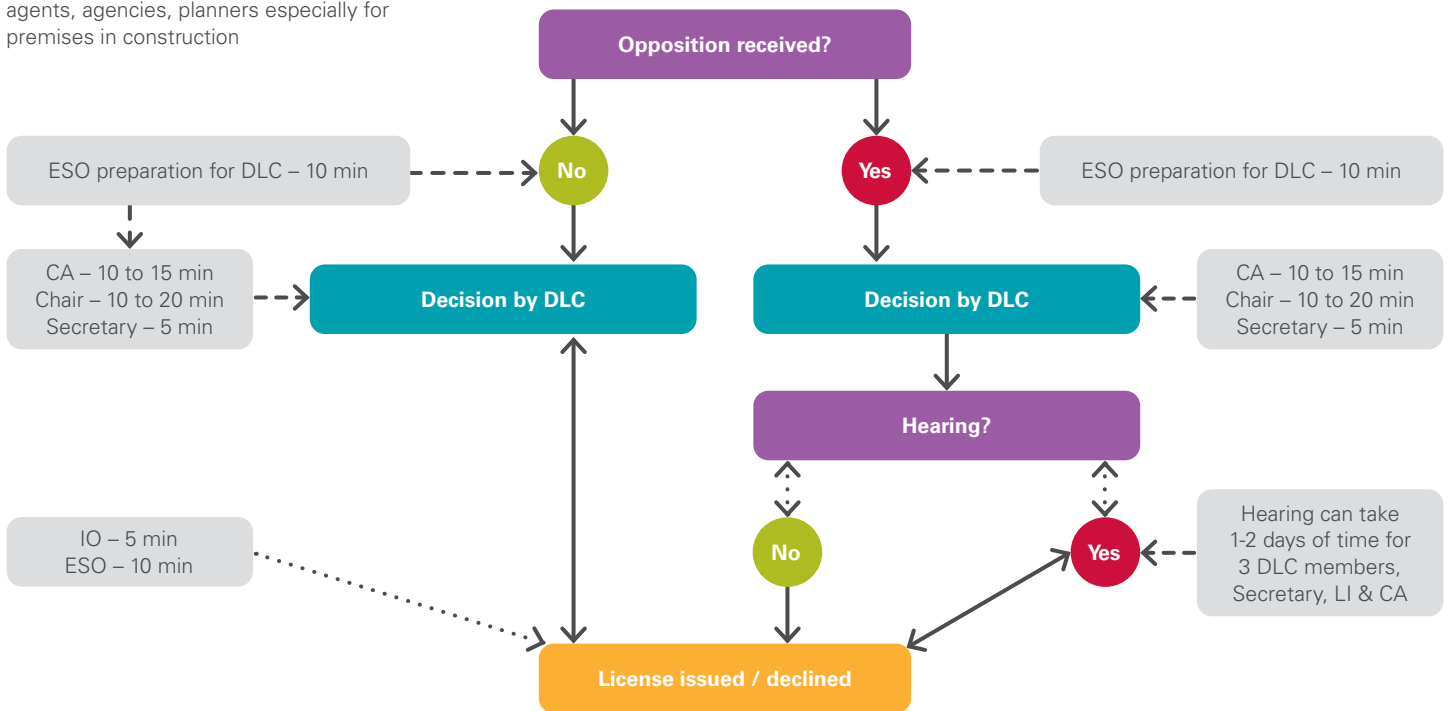 agents, agencies, planners especially for
premises in construction
Opposition received?
ESO preparation for DLC – 10 min
No
Yes
ESO preparation for DLC – 10 min
CA – 10 to 15 min
Chair – 10 to 20 min
Secretary – 5 min
Decision by DLC
Decision by DLC
CA – 10 to 15 min
Chair – 10 to 20 min
Secretary – 5 min
Hearing?
IO – 5 min
ESO – 10 min
No
Yes
Hearing can take
1-2 days of time for
3 DLC members,
Secretary, LI & CA
License issued / declined